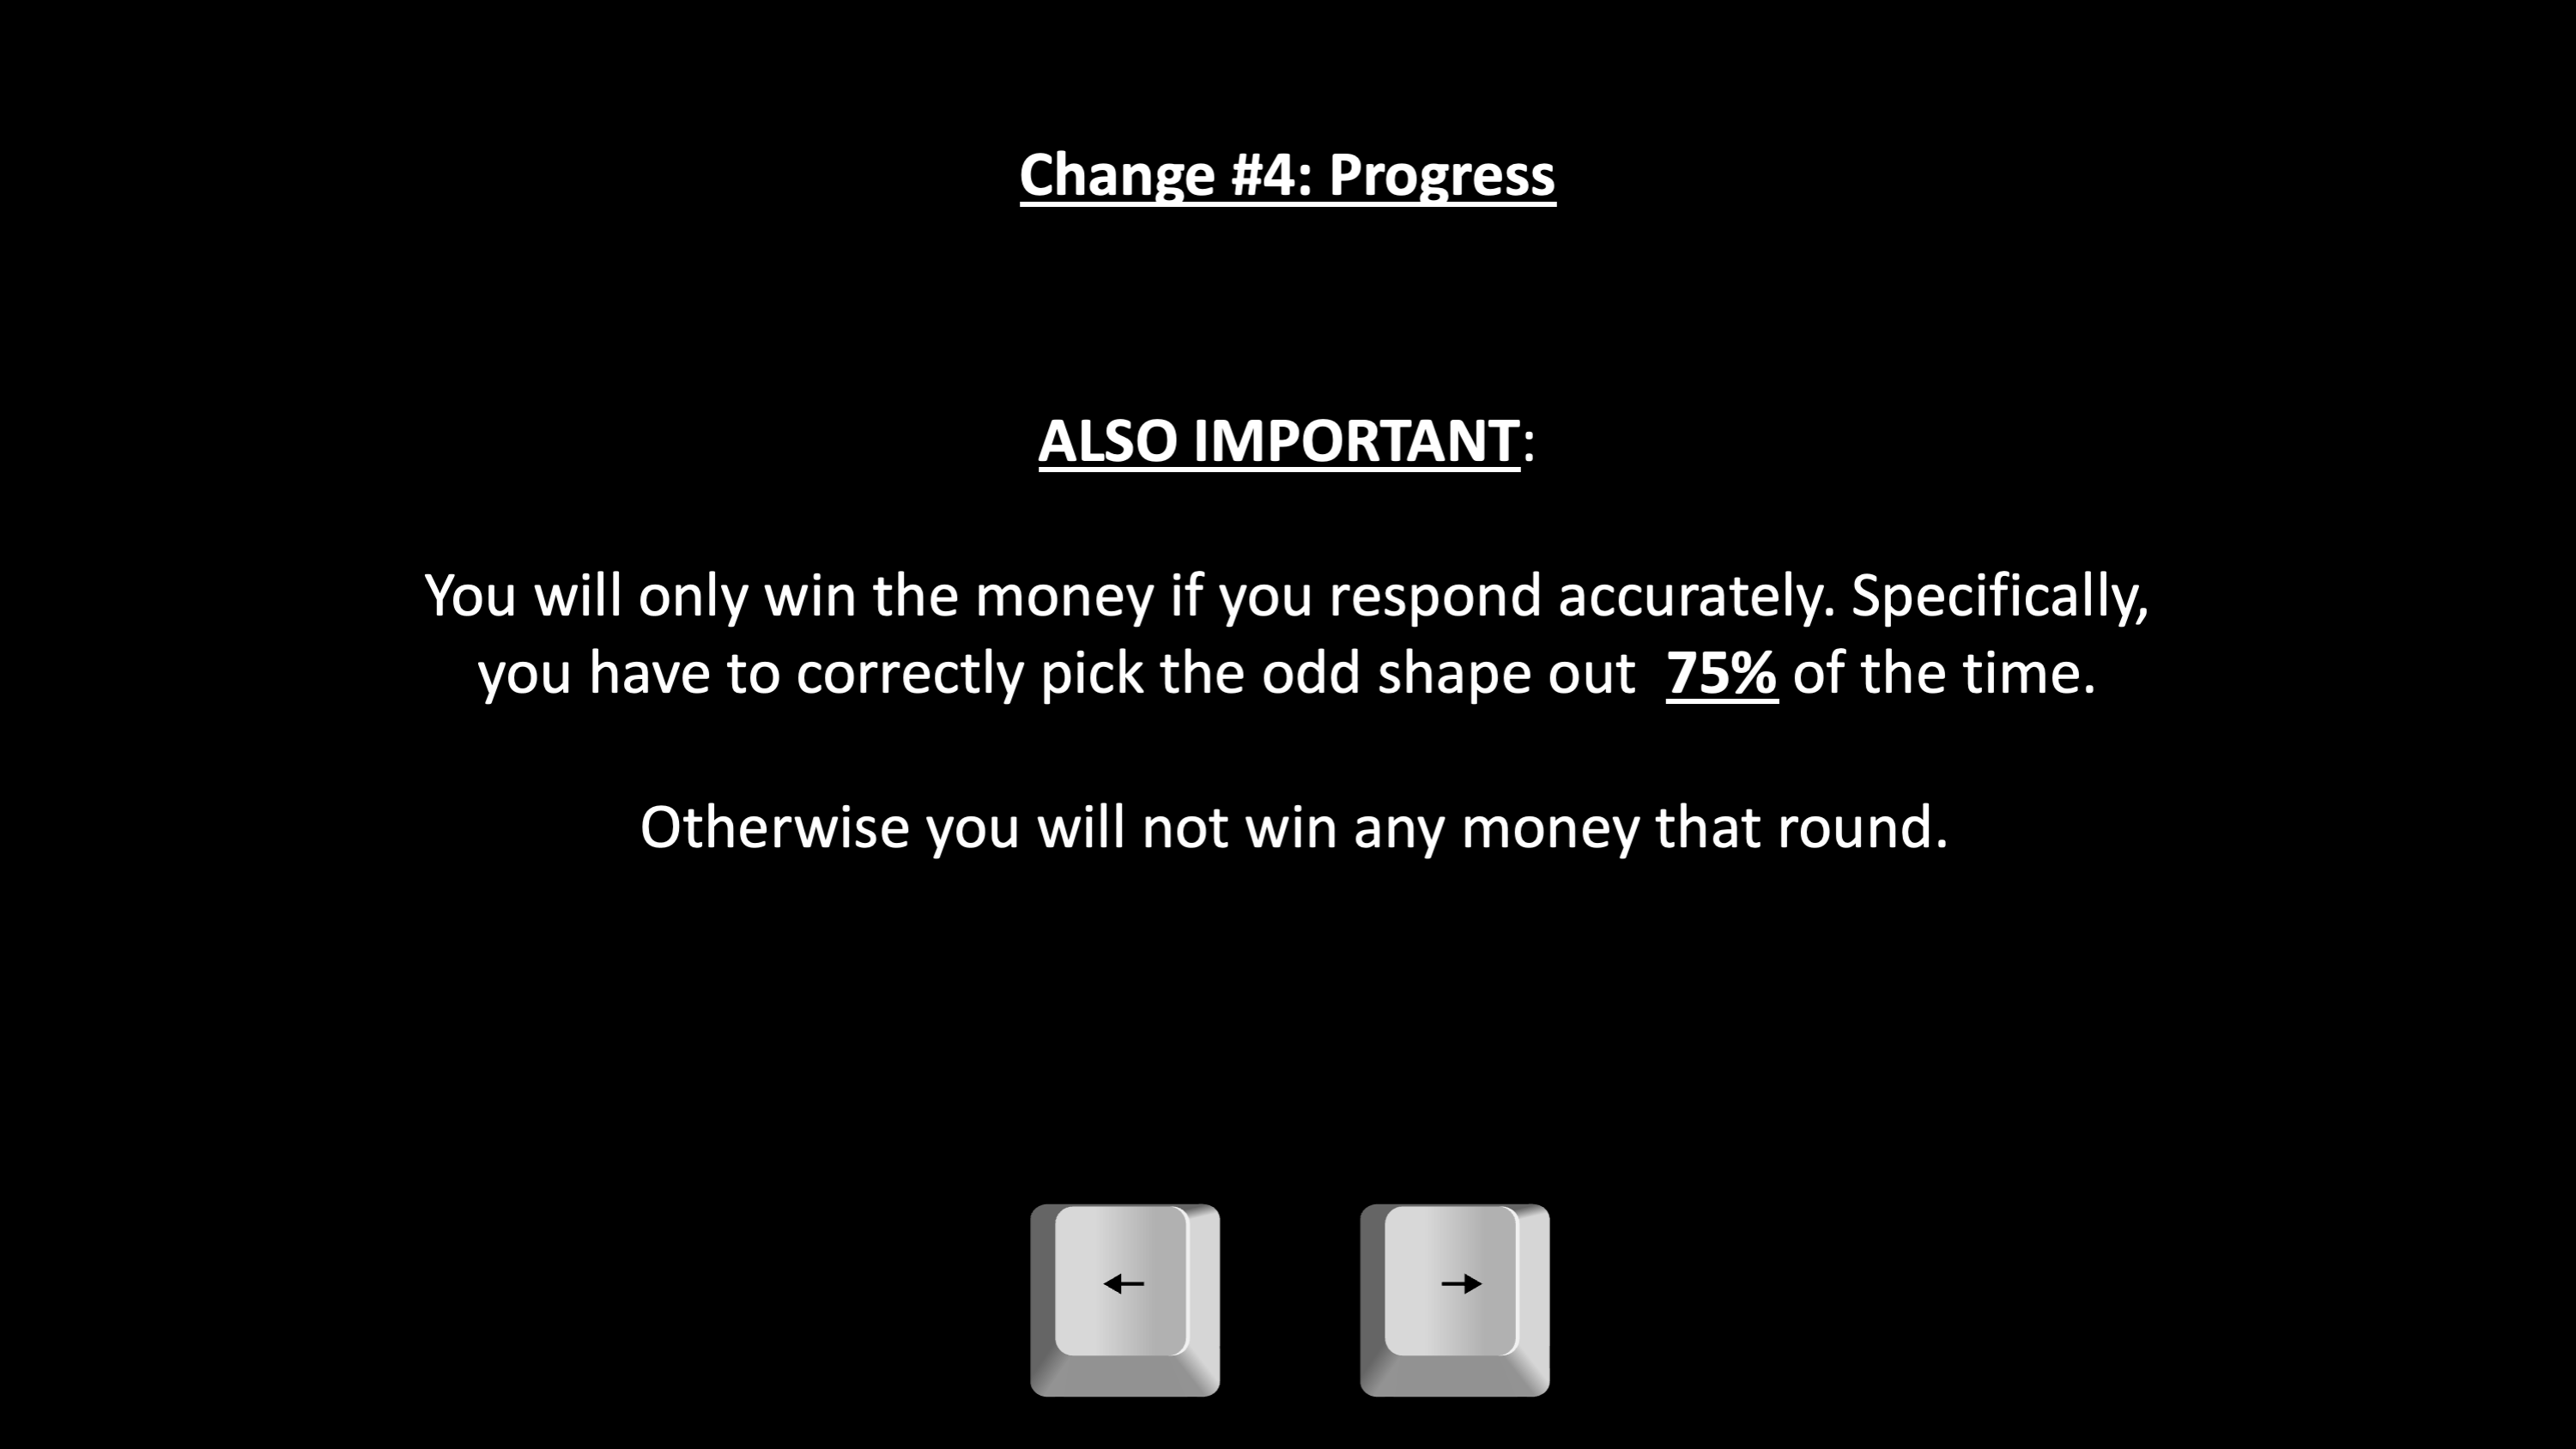 Change #4: Progress
ALSO IMPORTANT:
You will only win the money if you respond accurately. Specifically,
you have to correctly pick the odd shape out  75% of the time.
Otherwise you will not win any money that round.
← →